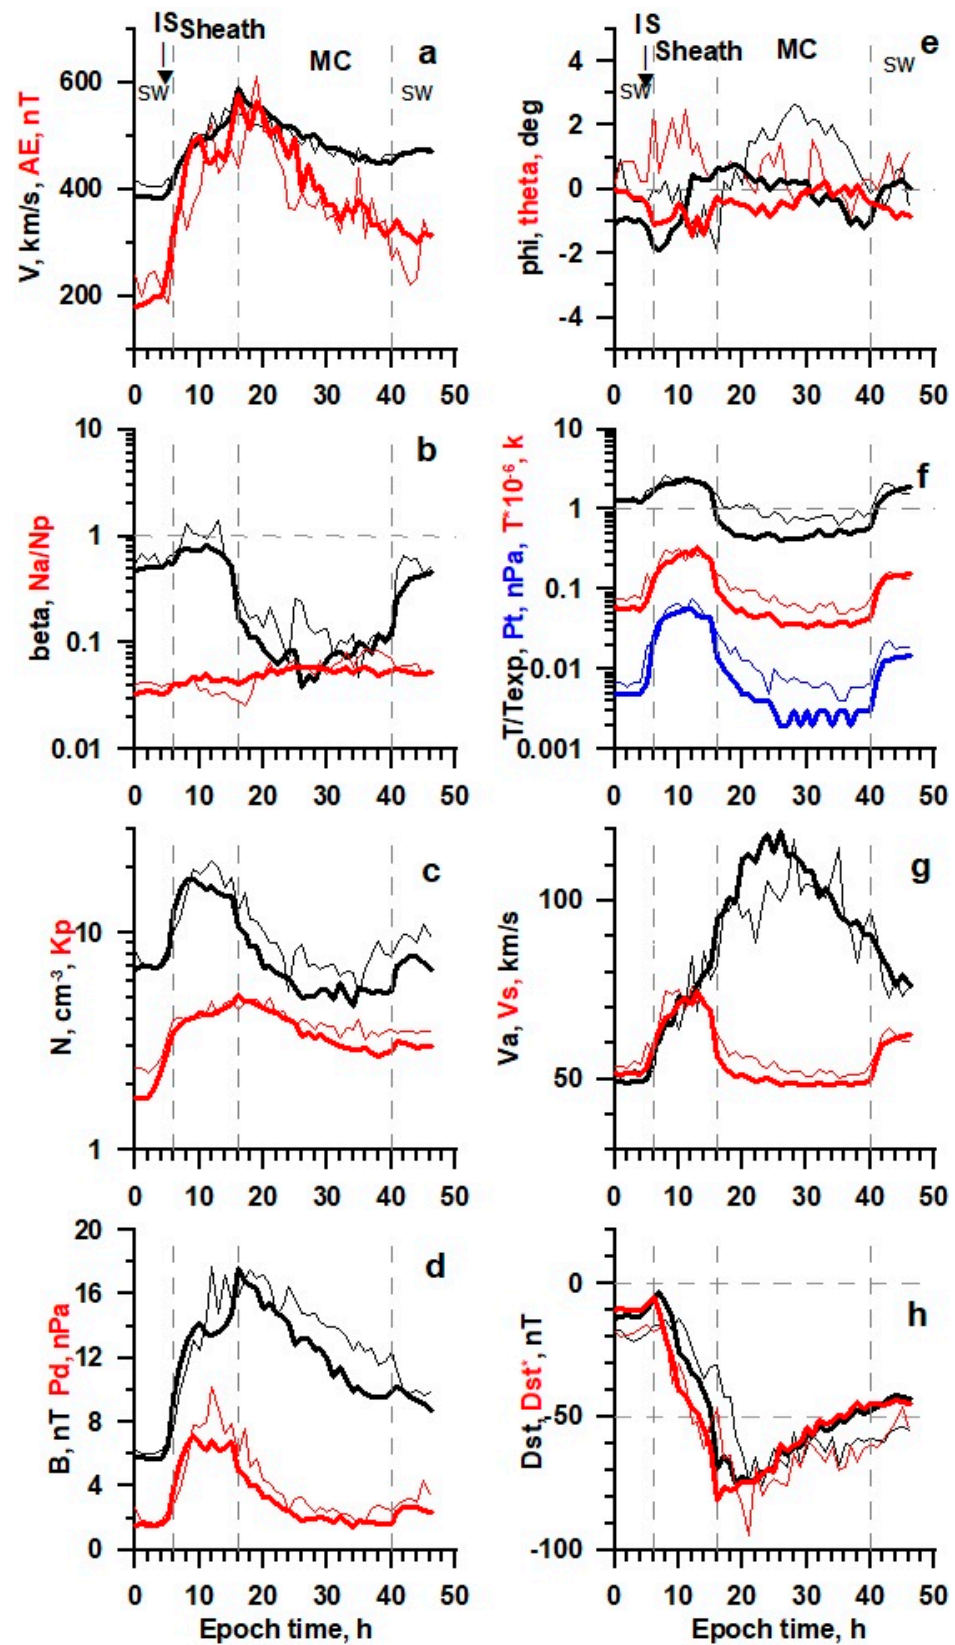 IS
Sheath
MC
a
SW
SW
600
400
200
V, km/s, AE, nT
0 10 20 30 40 50
IS
Sheath
MC
e
SW
SW
4
2
0
-2
-4
phi, theta, deg
0 10 20 30 40 50
b
10
1
0.1
0.01
beta, Na/Np
0 10 20 30 40 50
f
10
1
0.1
0.01
0.001
T/Texp, Pt, nPa, T*10⁻⁶, k
0 10 20 30 40 50
c
10
1
N, cm⁻³, Kp
0 10 20 30 40 50
g
100
50
Va, Vs, km/s
0 10 20 30 40 50
d
20
16
12
8
4
0
B, nT Pd, nPa
0 10 20 30 40 50
Epoch time, h
h
0
-50
-100
Dst, Dst*, nT
0 10 20 30 40 50
Epoch time, h